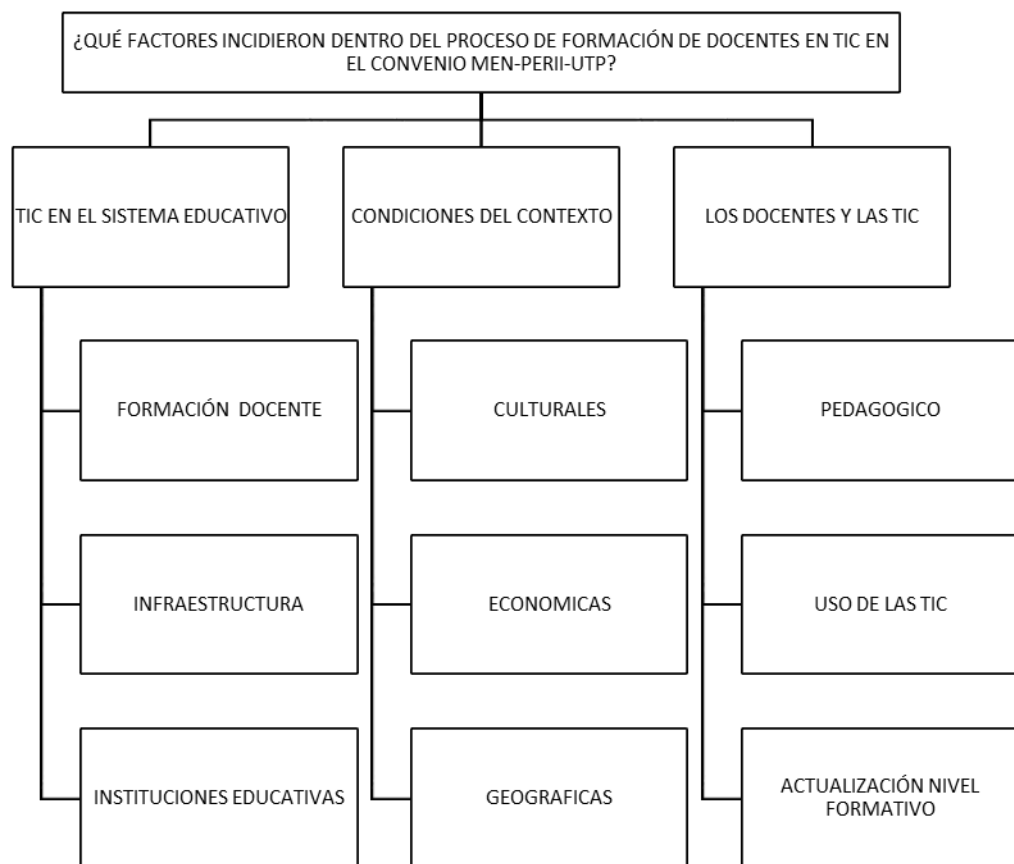 ¿QUÉ FACTORES INCIDIERON DENTRO DEL PROCESO DE FORMACIÓN DE DOCENTES EN TIC EN
EL CONVENIO MEN-PERII-UTP?
TIC EN EL SISTEMA EDUCATIVO
FORMACIÓN DOCENTE
INFRAESTRUCTURA
INSTITUCIONES EDUCATIVAS
CONDICIONES DEL CONTEXTO
CULTURALES
ECONOMICAS
GEOGRAFICAS
LOS DOCENTES Y LAS TIC
PEDAGOGICO
USO DE LAS TIC
ACTUALIZACIÓN NIVEL
FORMATIVO